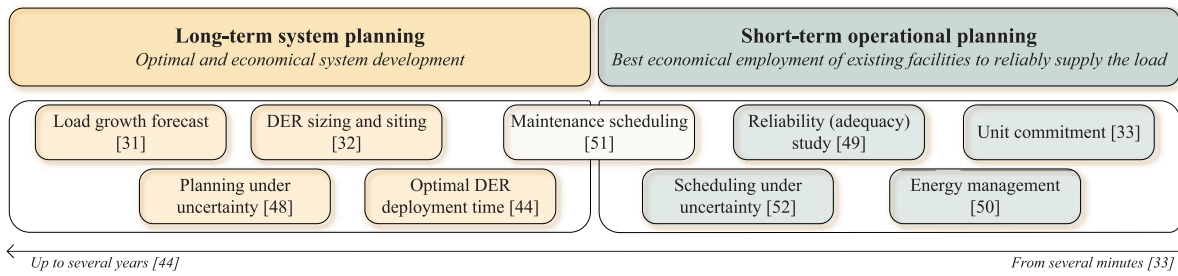 Long-term system planning
Optimal and economical system development
Short-term operational planning
Best economical employment of existing facilities to reliably supply the load
Load growth forecast
[31]
DER sizing and siting
[32]
Maintenance scheduling
[51]
Reliability (adequacy)
study [49]
Unit commitment [33]
Planning under
uncertainty [48]
Optimal DER
deployment time [44]
Scheduling under
uncertainty [52]
Energy management
[50]
Up to several years [44]
From several minutes [33]